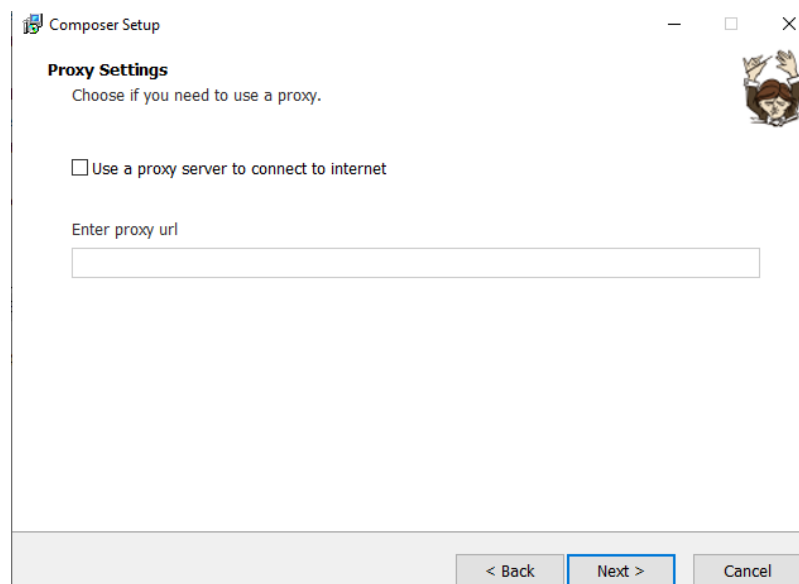 Composer Setup
Proxy Settings
Choose if you need to use a proxy.
Use a proxy server to connect to internet
Enter proxy url
< Back Next > Cancel